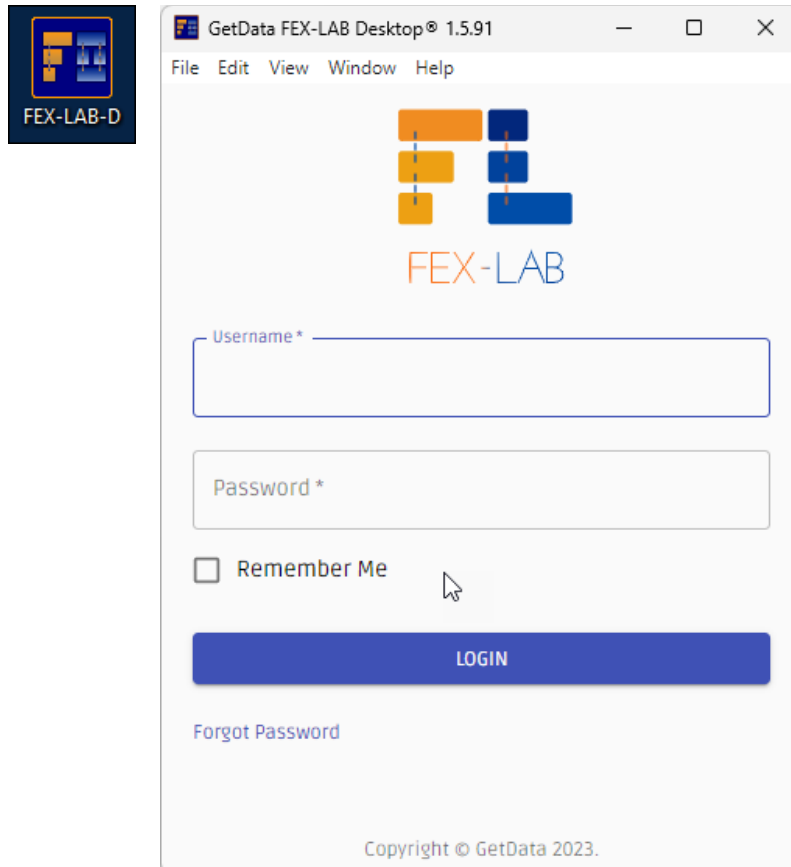 FEX-LAB-D
GetData FEX-LAB Desktop® 1.5.91
File Edit View Window Help
FEX-LAB
Username *
Password *
Remember Me
LOGIN
Forgot Password
Copyright © GetData 2023.